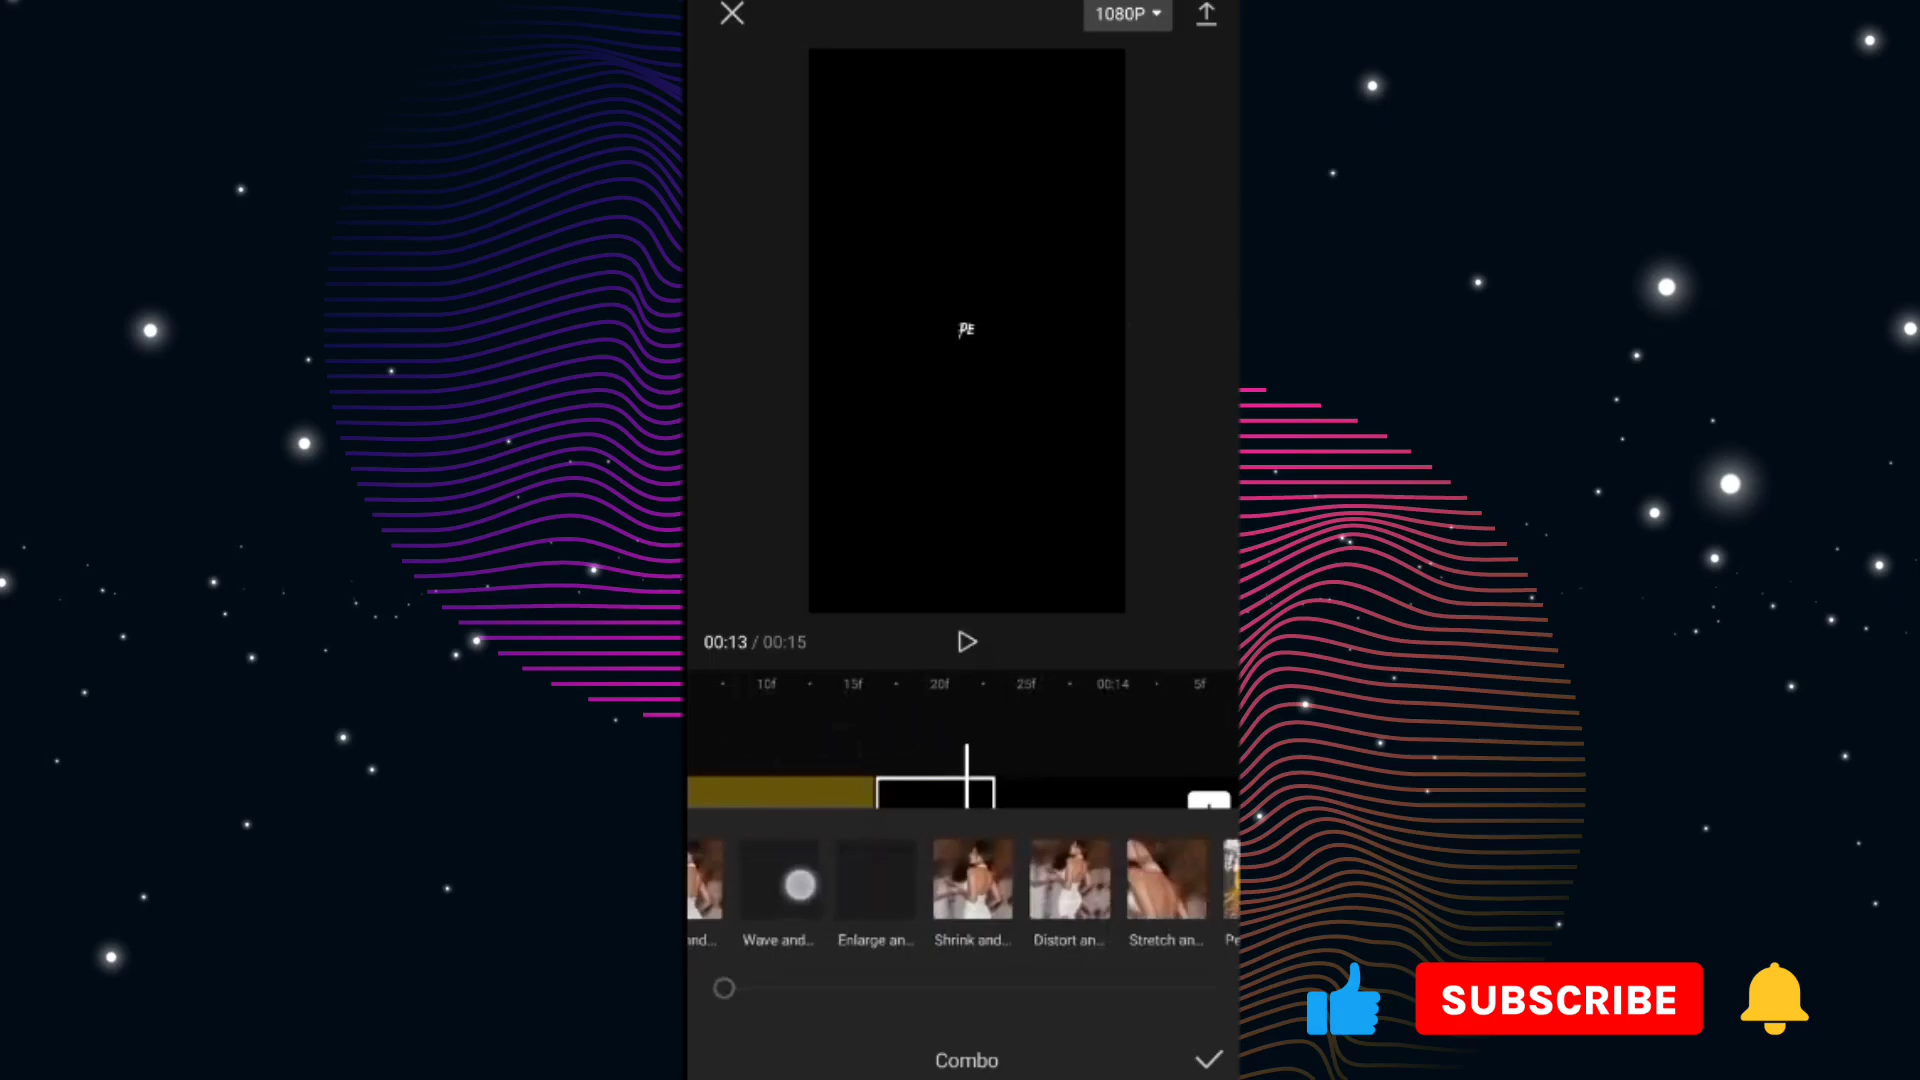 1080P
PE
00:13 / 00:15
10f 15f 20f 25f 00:14 5f
Wave and... Enlarge an... Shrink and... Distort an... Stretch an...
SUBSCRIBE
Combo